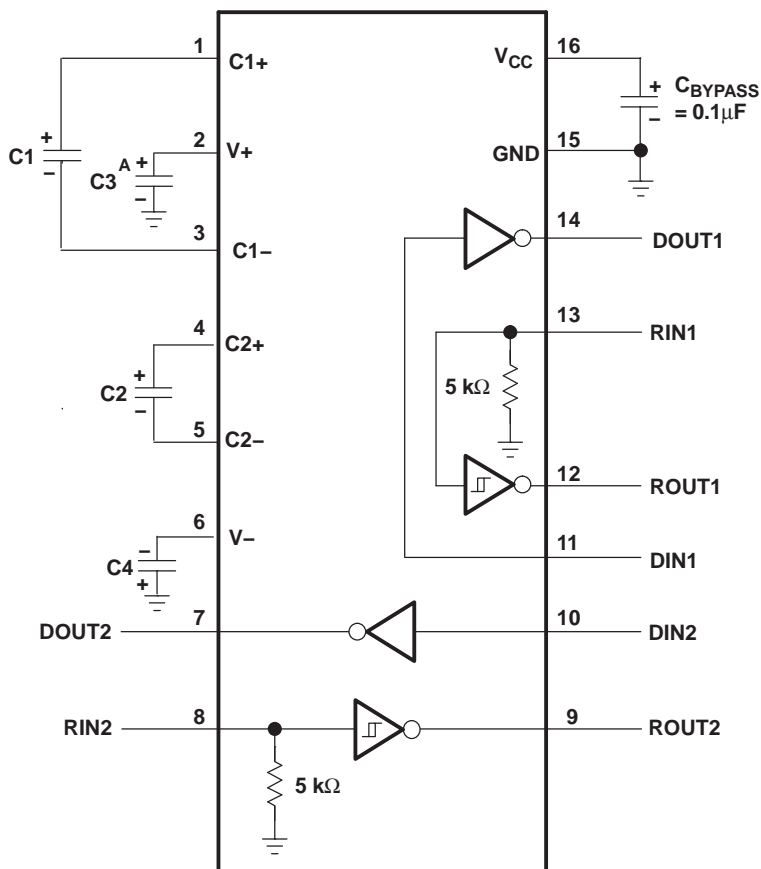 1
C1+
VCC
16
+
CBYPASS
= 0.1μF
−
+
C1
−
2
V+
A
+
C3
−
GND
15
3
C1−
14
DOUT1
4
C2+
13
RIN1
+
C2
−
5 kΩ
5
C2−
12
ROUT1
6
V−
−
C4
+
11
DIN1
DOUT2
7
10
DIN2
RIN2
8
9
ROUT2
5 kΩ